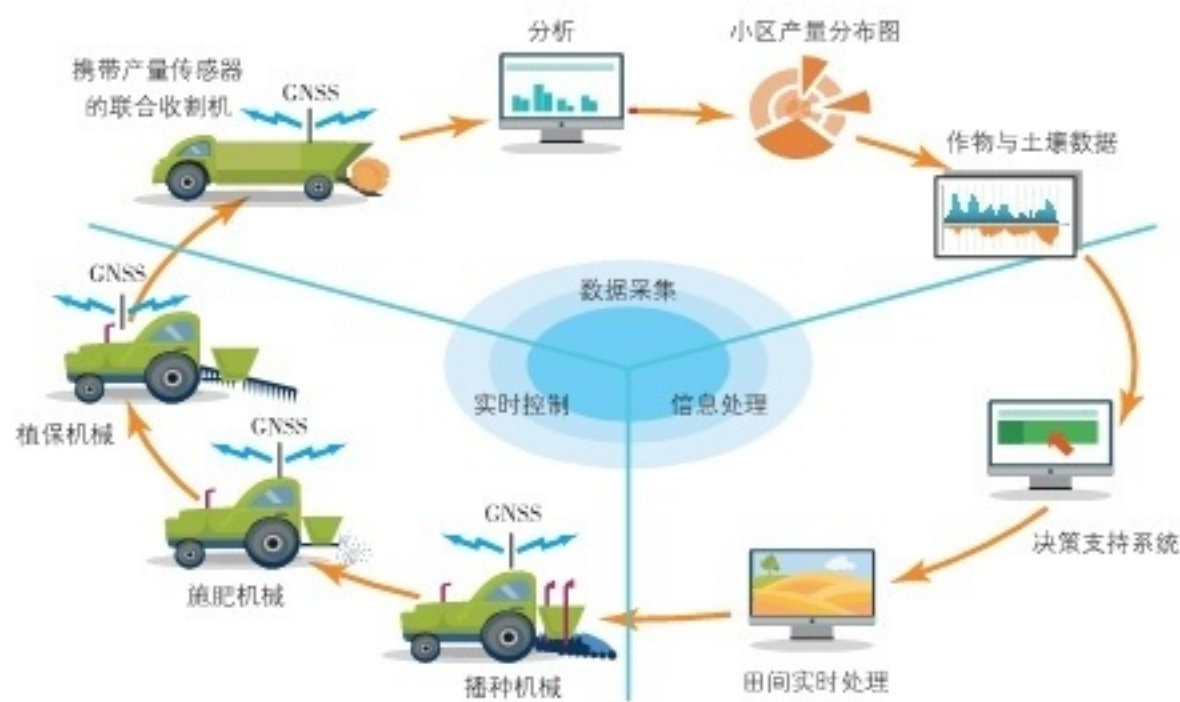 分析
小区产量分布图
携带产量传感器
的联合收割机
GNSS
作物与土壤数据
GNSS
数据采集
实时控制
信息处理
植保机械
GNSS
GNSS
决策支持系统
施肥机械
播种机械
田间实时处理